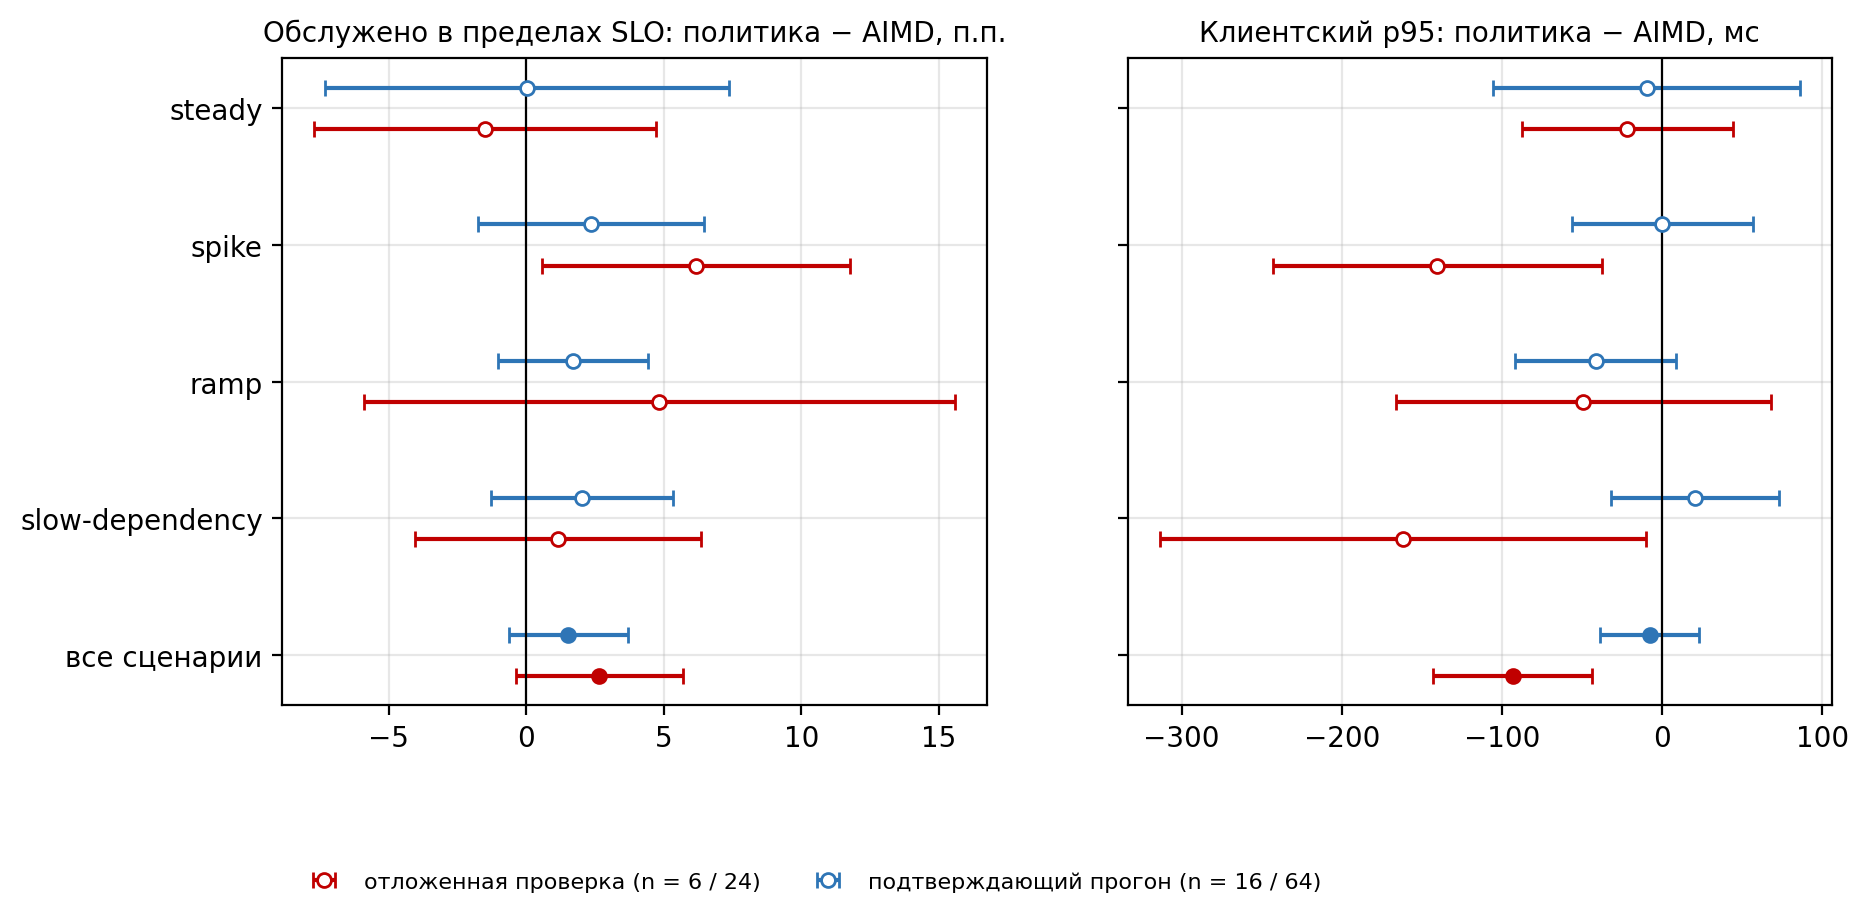 Обслужено в пределах SLO: политика − AIMD, п.п.
Клиентский p95: политика − AIMD, мс
steady
spike
ramp
slow-dependency
все сценарии
−5 0 5 10 15
−300 −200 −100 0 100
отложенная проверка (n = 6 / 24)
подтверждающий прогон (n = 16 / 64)